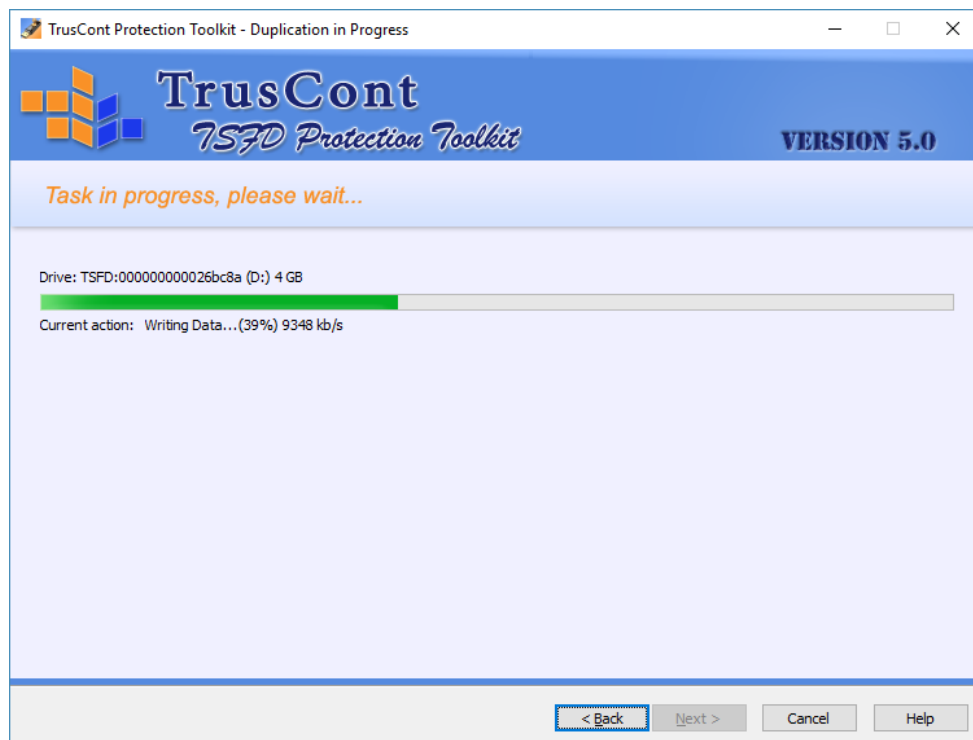 TrusCont Protection Toolkit - Duplication in Progress
TrusCont
TSFD Protection Toolkit
VERSION 5.0
Task in progress, please wait...
Drive: TSFD:000000000026bc8a (D:) 4 GB
Current action: Writing Data...(39%) 9348 kb/s
< Back Next > Cancel Help